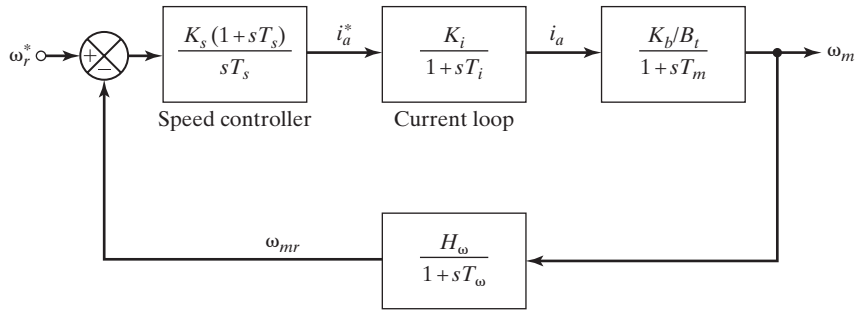 ω_r^*
+
−
K_s (1+sT_s)
sT_s
Speed controller
i_a^*
K_i
1+sT_i
Current loop
i_a
K_b/B_t
1+sT_m
ω_m
ω_mr
H_ω
1+sT_ω